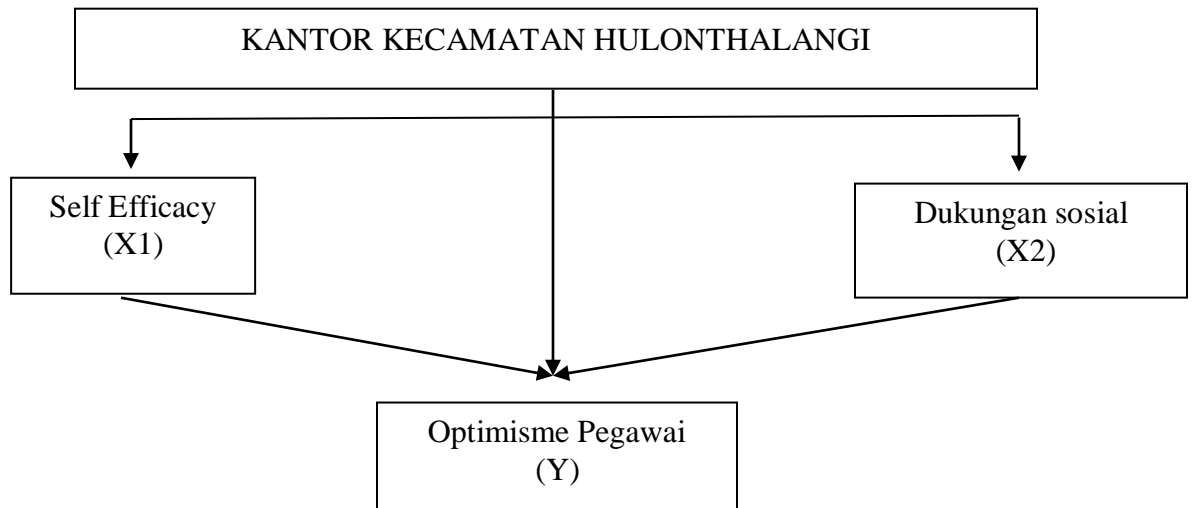 KANTOR KECAMATAN HULONTHALANGI
Self Efficacy
(X1)
Dukungan sosial
(X2)
Optimisme Pegawai
(Y)